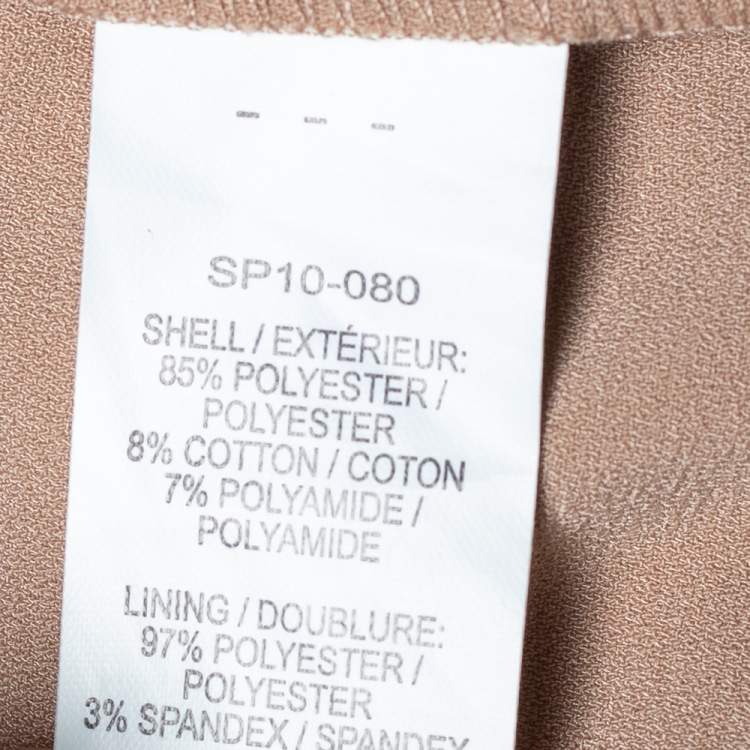 - - -
SP10-080
SHELL / EXTÉRIEUR:
85% POLYESTER /
POLYESTER
8% COTTON / COTON
7% POLYAMIDE /
POLYAMIDE
LINING / DOUBLURE:
97% POLYESTER /
POLYESTER
3% SPANDEX / SPANDEX